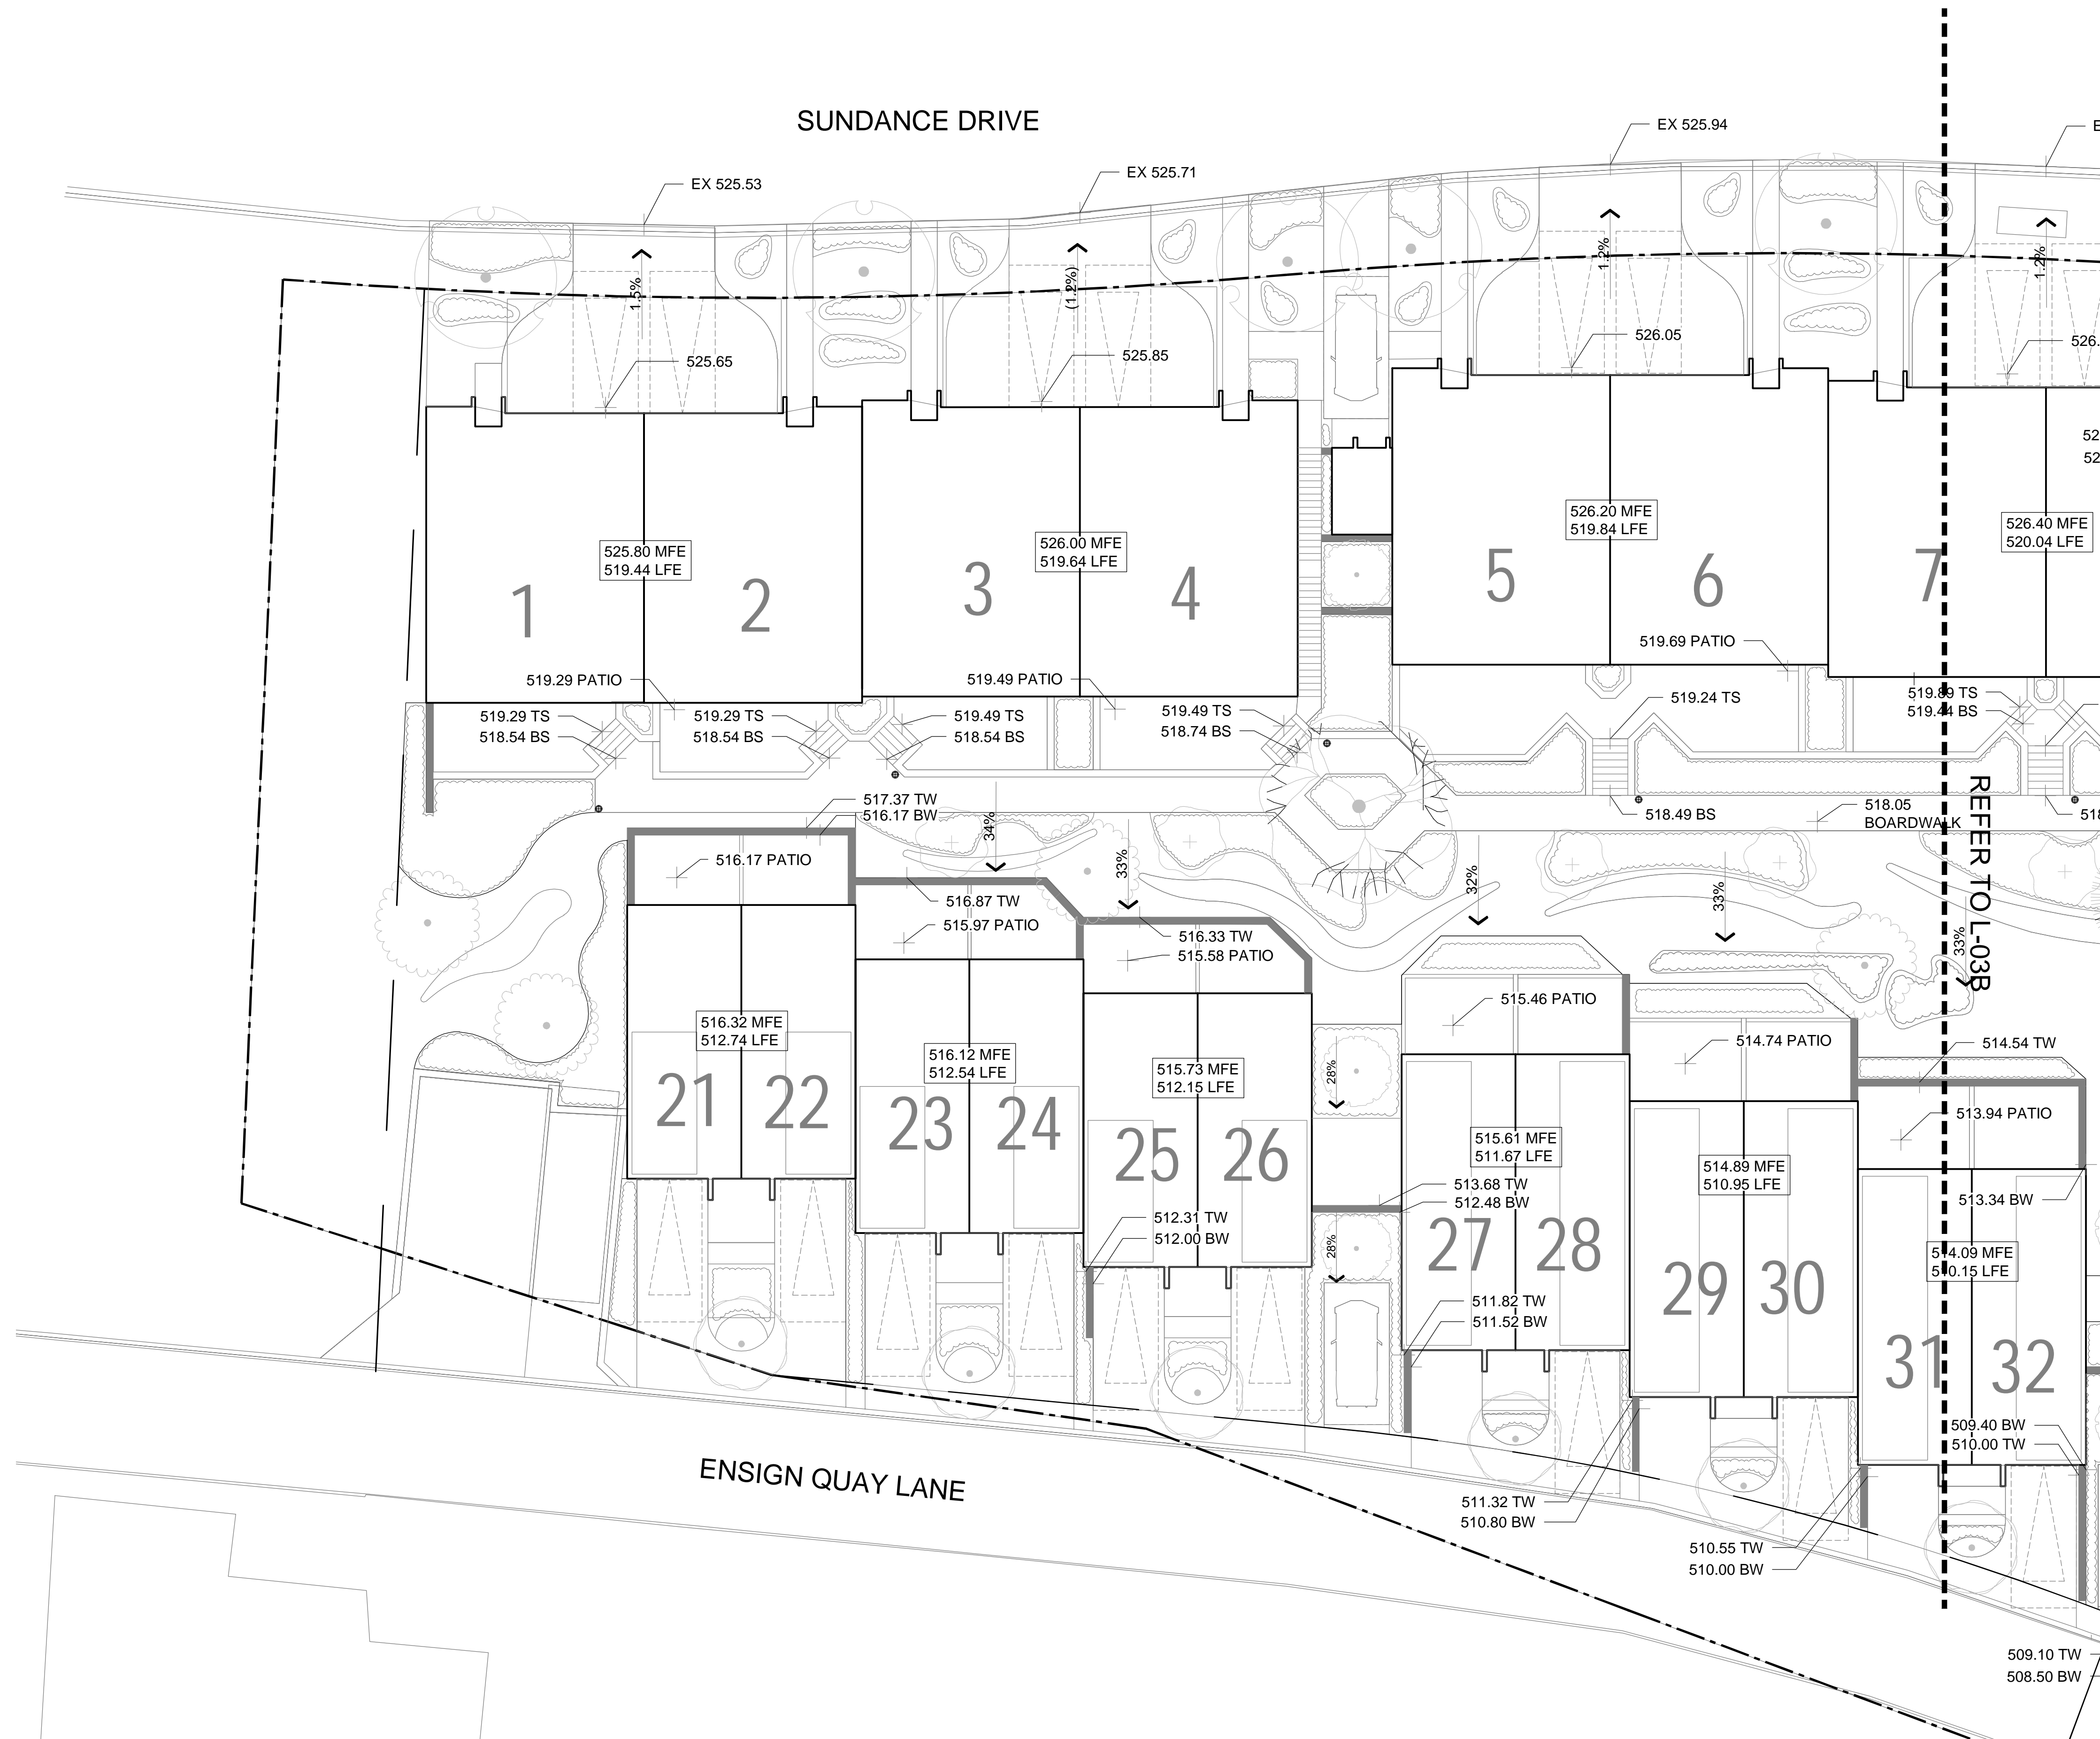 SUNDANCE DRIVE
EX 525.94
EX 525.53
EX 525.71
1.5%
(1.2%)
1.2%
1.2%
525.65
525.85
526.05
526.20 MFE
519.84 LFE
526.40 MFE
520.04 LFE
526.00 MFE
519.64 LFE
525.80 MFE
519.44 LFE
1
2
3
4
5
6
7
519.69 PATIO
519.29 PATIO
519.49 PATIO
519.29 TS
518.54 BS
519.29 TS
518.54 BS
519.49 TS
518.54 BS
519.49 TS
518.74 BS
519.24 TS
519.89 TS
519.44 BS
517.37 TW
516.17 BW
518.49 BS
518.05
BOARDWALK
REFER TO L-03B
34%
33%
32%
33%
33%
516.17 PATIO
516.87 TW
515.97 PATIO
516.33 TW
515.58 PATIO
515.46 PATIO
514.74 PATIO
514.54 TW
513.94 PATIO
516.32 MFE
512.74 LFE
516.12 MFE
512.54 LFE
515.73 MFE
512.15 LFE
28%
515.61 MFE
511.67 LFE
514.89 MFE
510.95 LFE
513.34 BW
21
22
23
24
25
26
27
28
29
30
31
32
513.68 TW
512.48 BW
512.31 TW
512.00 BW
28%
514.09 MFE
510.15 LFE
511.82 TW
511.52 BW
509.40 BW
510.00 TW
ENSIGN QUAY LANE
511.32 TW
510.80 BW
510.55 TW
510.00 BW
509.10 TW
508.50 BW